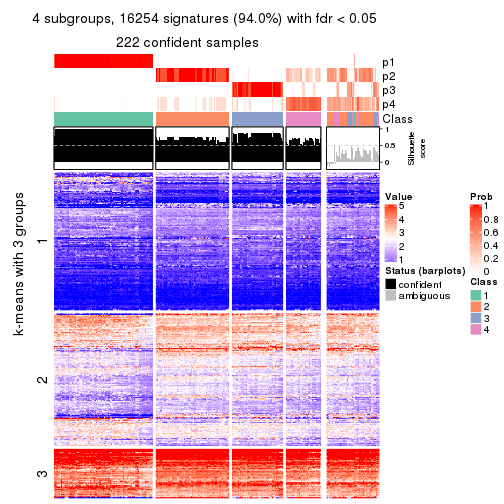 4 subgroups, 16254 signatures (94.0%) with fdr < 0.05
222 confident samples
p1
p2
p3
p4
Class
1
0.5
0
Silhouette
score
k-means with 3 groups
1
2
3
Value
5
4
3
2
1
Status (barplots)
confident
ambiguous
Prob
1
0.8
0.6
0.4
0.2
0
Class
1
2
3
4